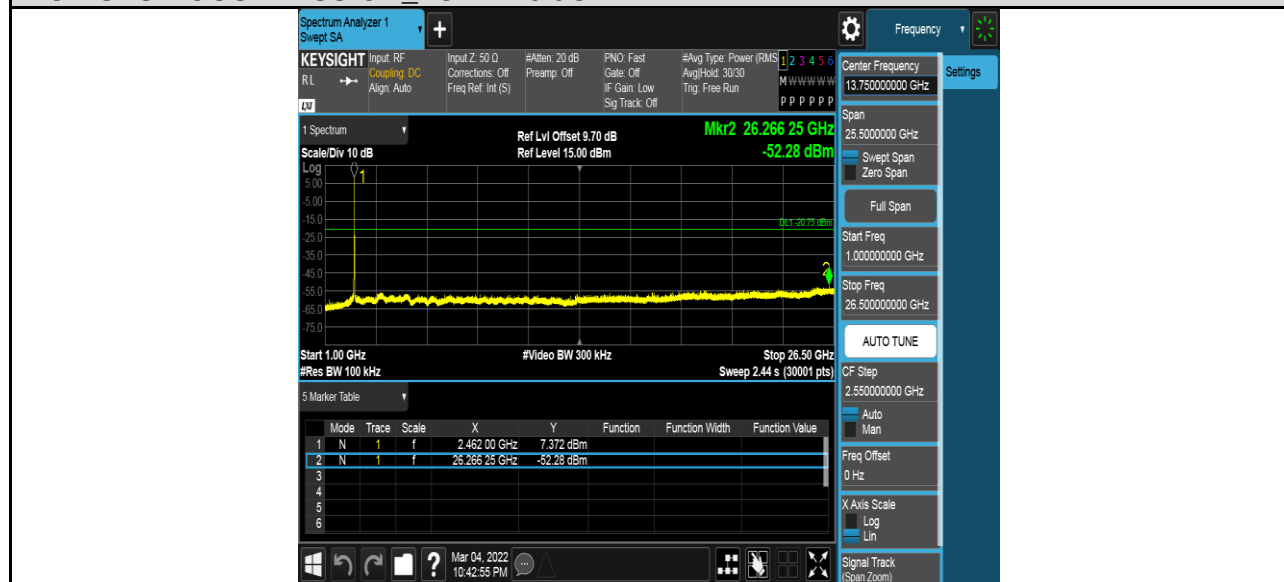 Spectrum Analyzer 1
Swept SA
Frequency
KEYSIGHT Input: RF Input Z: 50 Ω #Atten: 20 dB PNO: Fast #Avg Type: Power (RMS 1 2 3 4 5 6
RL Coupling: DC Corrections: Off Preamp: Off Gate: Off Avg|Hold: 30/30 M W W W W W
Align: Auto Freq Ref: Int (S) IF Gain: Low Trig: Free Run
LXI Sig Track: Off P P P P P P
1 Spectrum
Ref Lvl Offset 9.70 dB
Mkr2 26.266 25 GHz
Scale/Div 10 dB
Ref Level 15.00 dBm
-52.28 dBm
Log
1
5.00
-5.00
-15.0
DL1 -20.75 dBm
-25.0
-35.0
-45.0
2
-55.0
-65.0
-75.0
Start 1.00 GHz #Video BW 300 kHz Stop 26.50 GHz
#Res BW 100 kHz Sweep 2.44 s (30001 pts)
5 Marker Table
Mode Trace Scale X Y Function Function Width Function Value
1 N 1 f 2.462 00 GHz 7.372 dBm
2 N 1 f 26.266 25 GHz -52.28 dBm
3
4
5
6
?
Mar 04, 2022
10:42:55 PM
Center Frequency
13.750000000 GHz
Settings
Span
25.5000000 GHz
Swept Span
Zero Span
Full Span
Start Freq
1.000000000 GHz
Stop Freq
26.500000000 GHz
AUTO TUNE
CF Step
2.550000000 GHz
Auto
Man
Freq Offset
0 Hz
X Axis Scale
Log
Lin
Signal Track
(Span Zoom)